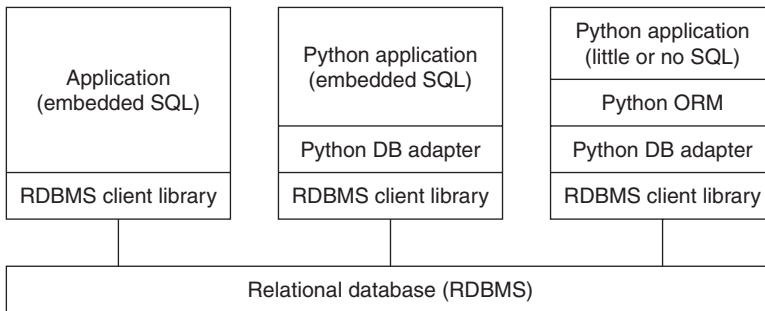 Application
(embedded SQL)
RDBMS client library
Python application
(embedded SQL)
Python DB adapter
RDBMS client library
Python application
(little or no SQL)
Python ORM
Python DB adapter
RDBMS client library
Relational database (RDBMS)